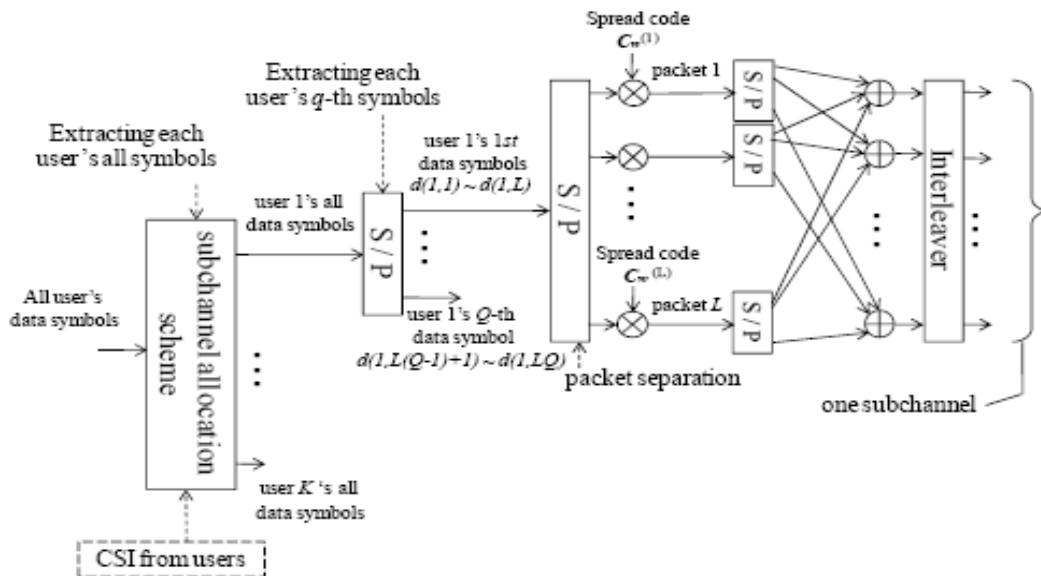 Spread code
C_w^(1)
packet 1
S / P
Extracting each
user's q-th symbols
Extracting each
user's all symbols
user 1's 1st
data symbols
d(1,1) ~ d(1,L)
user 1's all
data symbols
S / P
S / P
S / P
Interleaver
subchannel allocation
scheme
All user's
data symbols
Spread code
C_w^(L)
packet L
S / P
user 1's Q-th
data symbol
d(1,L(Q-1)+1) ~ d(1,LQ)
packet separation
one subchannel
user K 's all
data symbols
CSI from users